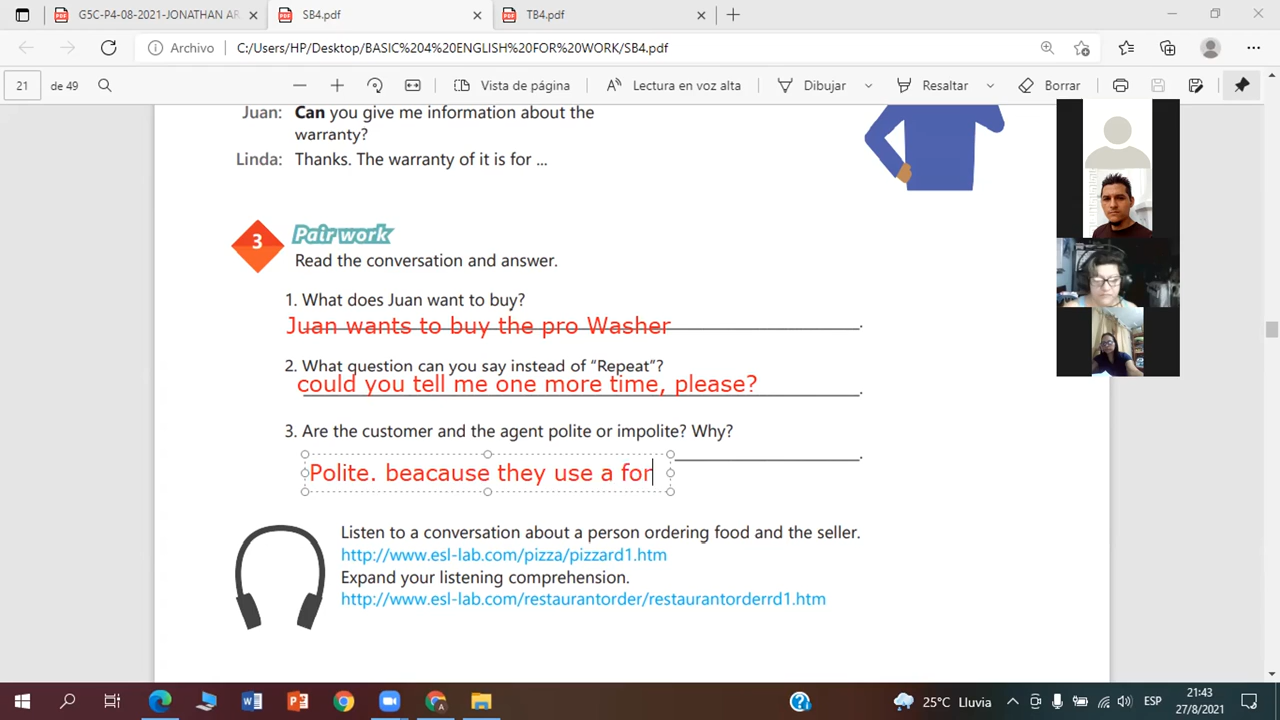 G5C-P4-08-2021-JONATHAN AR
SB4.pdf
TB4.pdf
Archivo
C:/Users/HP/Desktop/BASIC%204%20ENGLISH%20FOR%20WORK/SB4.pdf
21
de 49
Vista de página
Lectura en voz alta
Dibujar
Resaltar
Borrar
Juan: Can you give me information about the
warranty?
Linda: Thanks. The warranty of it is for ...
3
Pair work
Read the conversation and answer.
1. What does Juan want to buy?
Juan wants to buy the pro Washer
2. What question can you say instead of “Repeat”?
could you tell me one more time, please?
3. Are the customer and the agent polite or impolite? Why?
Polite. beacause they use a for
Listen to a conversation about a person ordering food and the seller.
http://www.esl-lab.com/pizza/pizzard1.htm
Expand your listening comprehension.
http://www.esl-lab.com/restaurantorder/restaurantorderrd1.htm
25°C Lluvia
ESP
21:43
27/8/2021